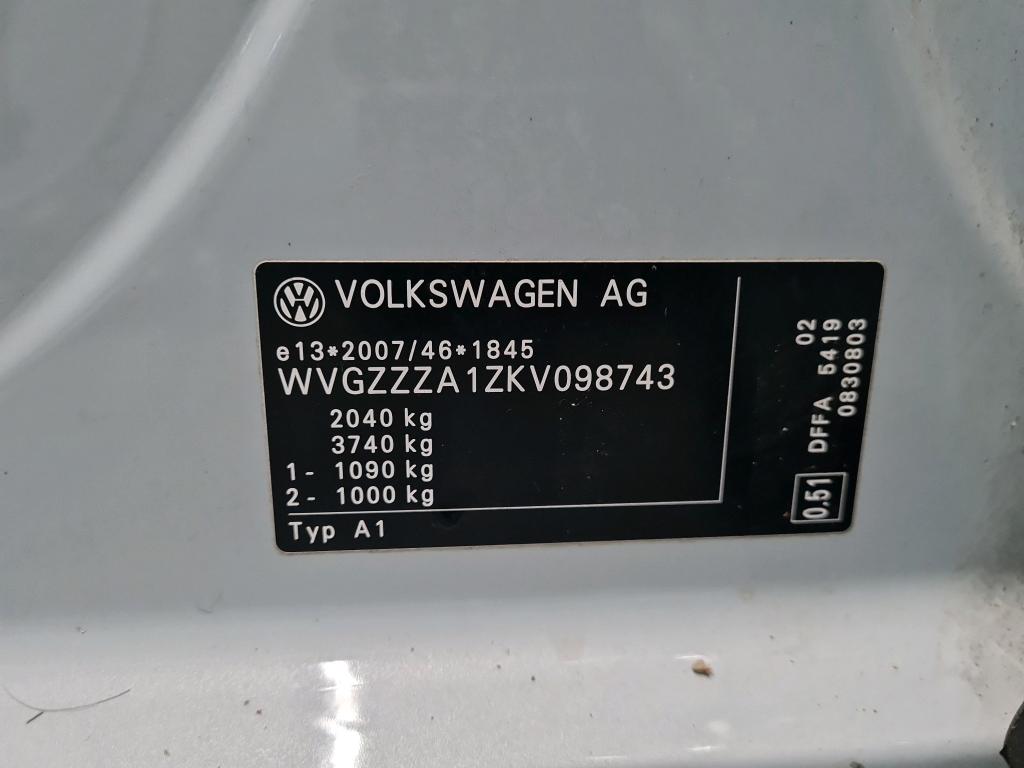 VOLKSWAGEN AG
e13*2007/46*1845
WVGZZZA1ZKV098743
2040 kg
3740 kg
1- 1090 kg
2- 1000 kg
Typ A1
02
DFFA 5419
0830803
0.51